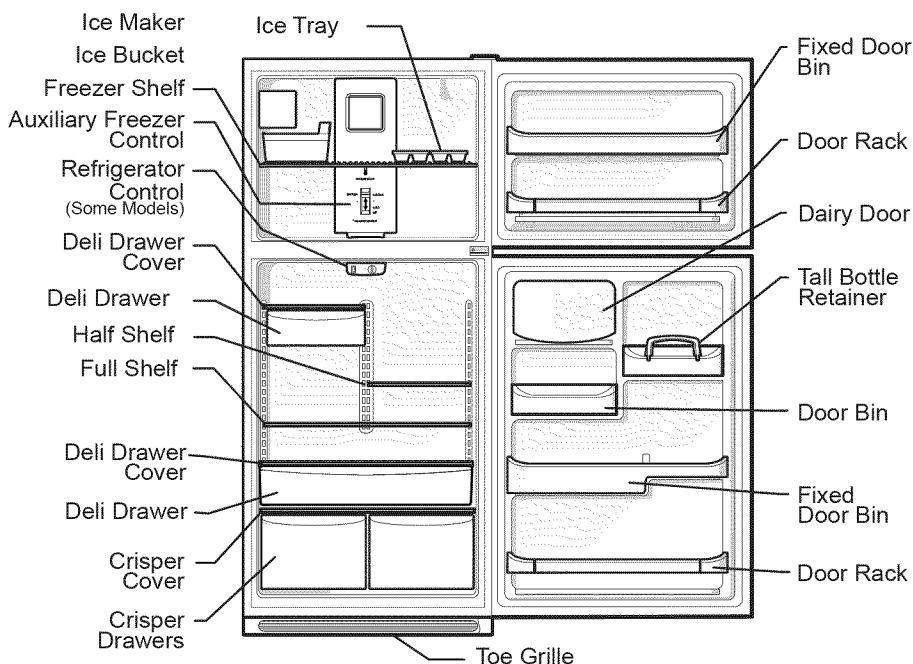 Ice Maker
Ice Bucket
Freezer Shelf
Auxiliary Freezer
Control
Refrigerator
Control
(Some Models)
Deli Drawer
Cover
Deli Drawer
Half Shelf
Full Shelf
Deli Drawer
Cover
Deli Drawer
Crisper
Cover
Crisper
Drawers
Ice Tray
Fixed Door
Bin
Door Rack
Dairy Door
Tall Bottle
Retainer
Door Bin
Fixed
Door Bin
Door Rack
Toe Grille